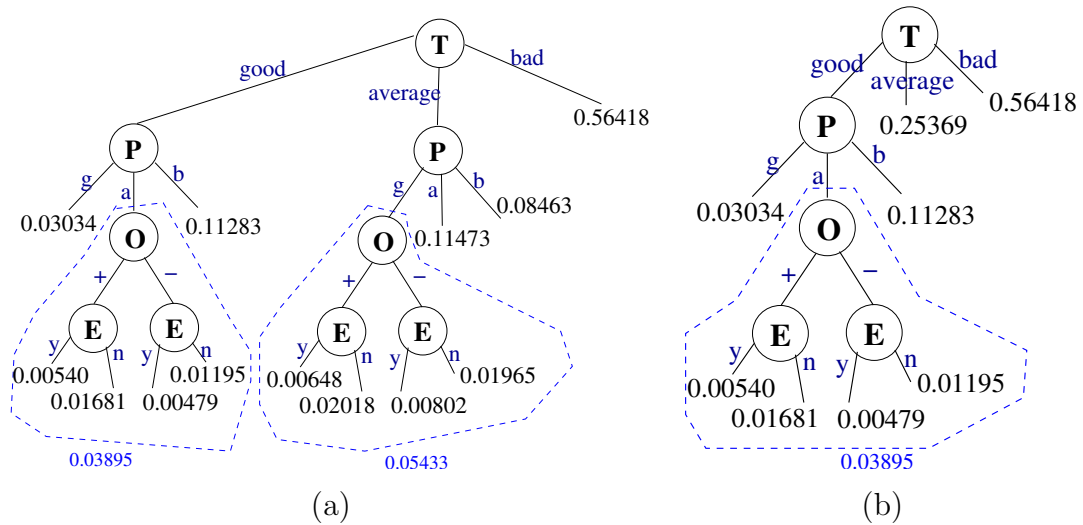 T
good
average
bad
0.56418
P
g
a
b
0.03034
0.11283
P
g
a
b
0.11473
0.08463
O
+
−
E
E
y
n
y
n
0.00540
0.01681
0.00479
0.01195
0.03895
O
+
−
E
E
y
n
y
n
0.00648
0.02018
0.00802
0.01965
0.05433
(a)
T
good
average
bad
0.25369
0.56418
P
g
a
b
0.03034
0.11283
O
+
−
E
E
y
n
y
n
0.00540
0.01681
0.00479
0.01195
0.03895
(b)